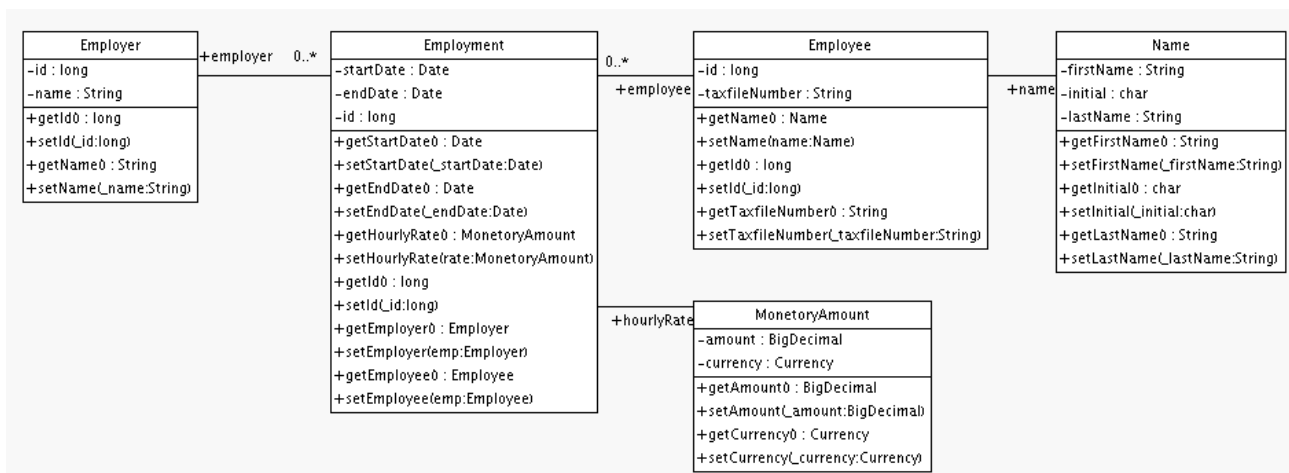 Employer
-id : long
-name : String
+getId() : long
+setId(_id:long)
+getName() : String
+setName(_name:String)
+employer 0..*
Employment
-startDate : Date
-endDate : Date
-id : long
+getStartDate() : Date
+setStartDate(_startDate:Date)
+getEndDate() : Date
+setEndDate(_endDate:Date)
+getHourlyRate() : MonetoryAmount
+setHourlyRate(rate:MonetoryAmount)
+getId() : long
+setId(_id:long)
+getEmployer() : Employer
+setEmployer(emp:Employer)
+getEmployee() : Employee
+setEmployee(emp:Employee)
0..*
+employee
Employee
-id : long
-taxfileNumber : String
+getName() : Name
+setName(name:Name)
+getId() : long
+setId(_id:long)
+getTaxfileNumber() : String
+setTaxfileNumber(_taxfileNumber:String)
+name
Name
-firstName : String
-initial : char
-lastName : String
+getFirstName() : String
+setFirstName(_firstName:String)
+getInitial() : char
+setInitial(_initial:char)
+getLastName() : String
+setLastName(_lastName:String)
+hourlyRate
MonetoryAmount
-amount : BigDecimal
-currency : Currency
+getAmount() : BigDecimal
+setAmount(_amount:BigDecimal)
+getCurrency() : Currency
+setCurrency(_currency:Currency)